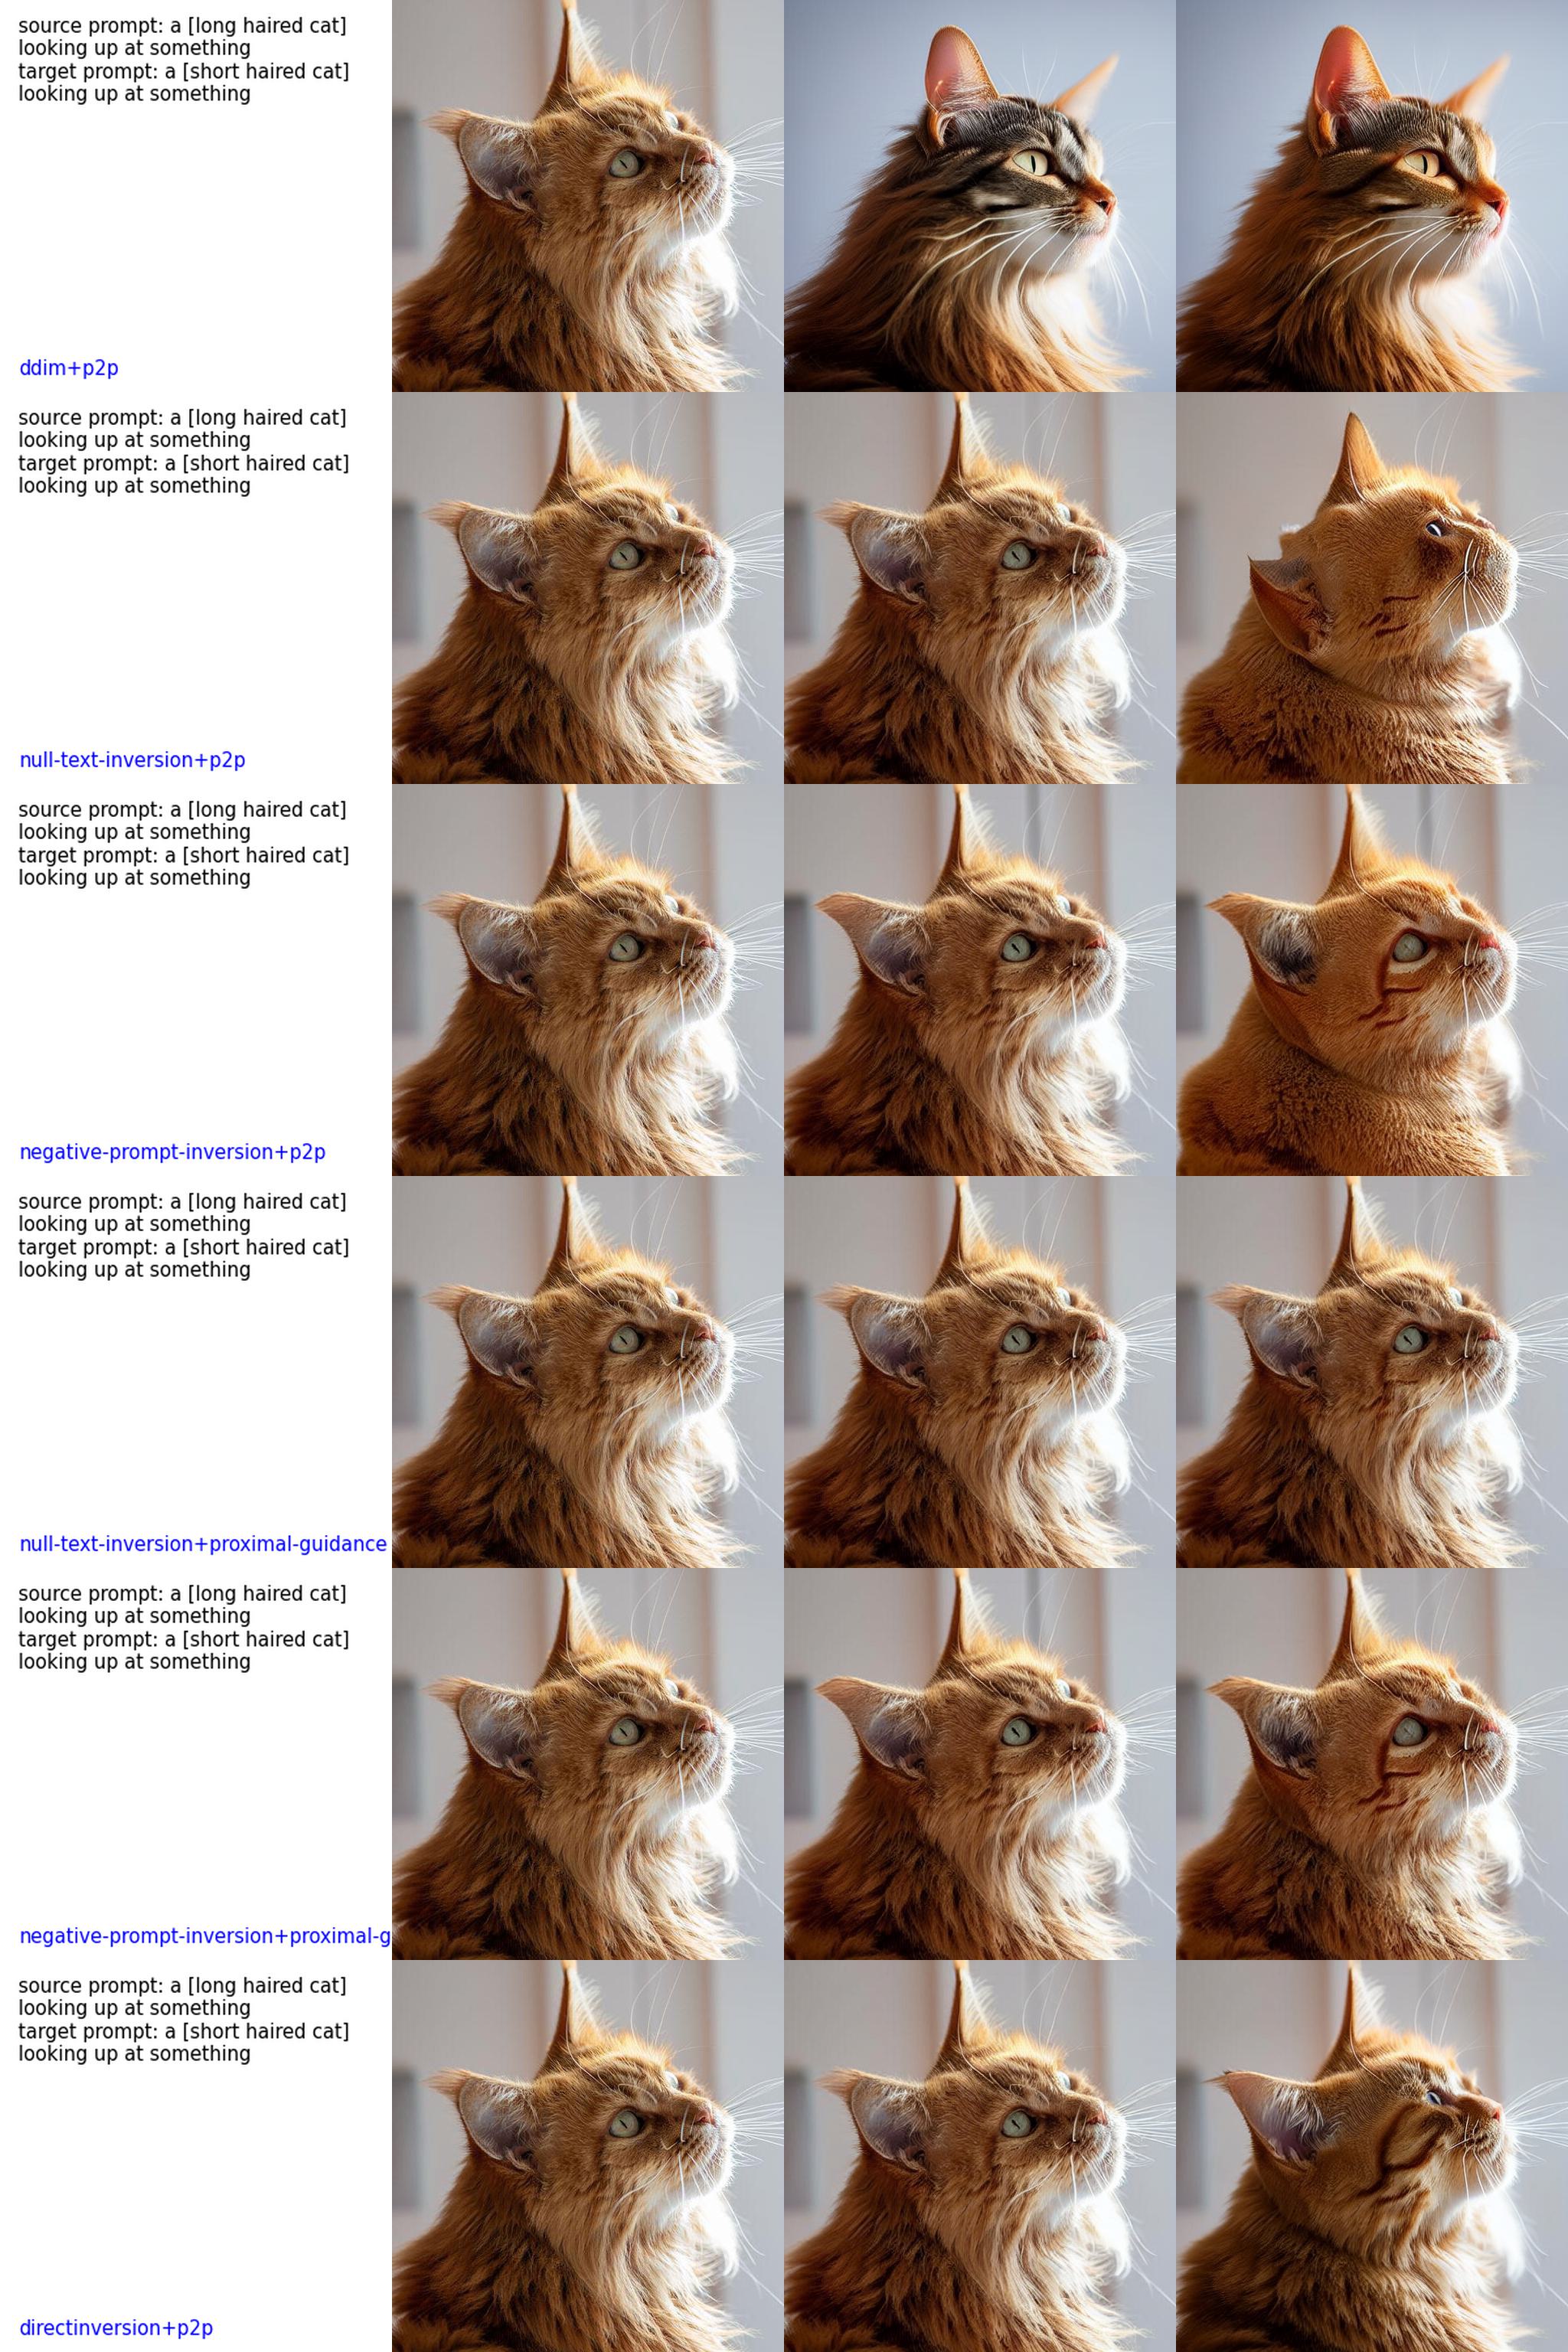 source prompt: a [long haired cat]
looking up at something
target prompt: a [short haired cat]
looking up at something
ddim+p2p
source prompt: a [long haired cat]
looking up at something
target prompt: a [short haired cat]
looking up at something
null-text-inversion+p2p
source prompt: a [long haired cat]
looking up at something
target prompt: a [short haired cat]
looking up at something
negative-prompt-inversion+p2p
source prompt: a [long haired cat]
looking up at something
target prompt: a [short haired cat]
looking up at something
null-text-inversion+proximal-guidance
source prompt: a [long haired cat]
looking up at something
target prompt: a [short haired cat]
looking up at something
negative-prompt-inversion+proximal-g
source prompt: a [long haired cat]
looking up at something
target prompt: a [short haired cat]
looking up at something
directinversion+p2p